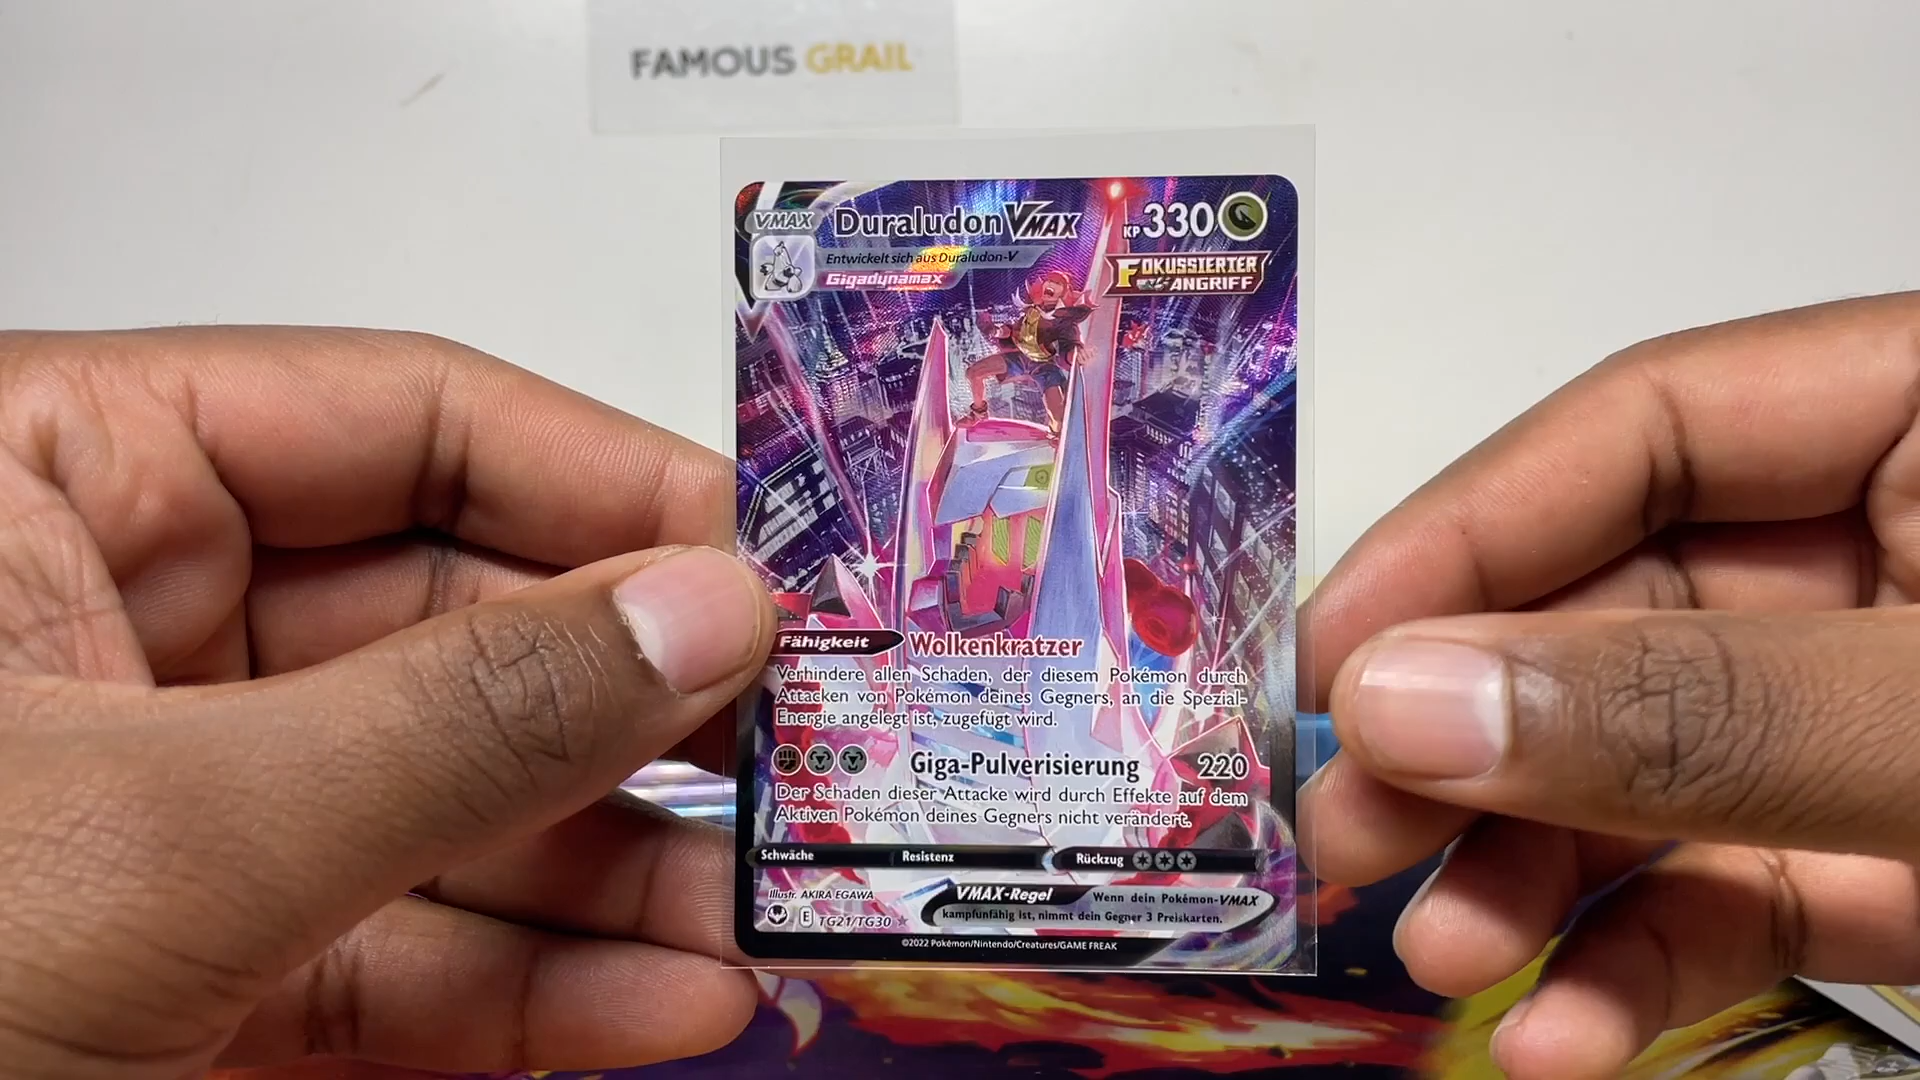 FAMOUS GRAIL
VMAX Duraludon VMAX KP 330
Entwickelt sich aus Duraludon-V
Gigadynamax
FOKUSSIERTER
ANGRIFF
Fähigkeit Wolkenkratzer
Verhindere allen Schaden, der diesem Pokémon durch
Attacken von Pokémon deines Gegners, an die Spezial-
Energie angelegt ist, zugefügt wird.
Giga-Pulverisierung 220
Der Schaden dieser Attacke wird durch Effekte auf dem
Aktiven Pokémon deines Gegners nicht verändert.
Schwäche Resistenz Rückzug
Illustr. AKIRA EGAWA
VMAX-Regel Wenn dein Pokémon-VMAX
kampfunfähig ist, nimmt dein Gegner 3 Preiskarten.
E TG21/TG30
©2022 Pokémon/Nintendo/Creatures/GAME FREAK